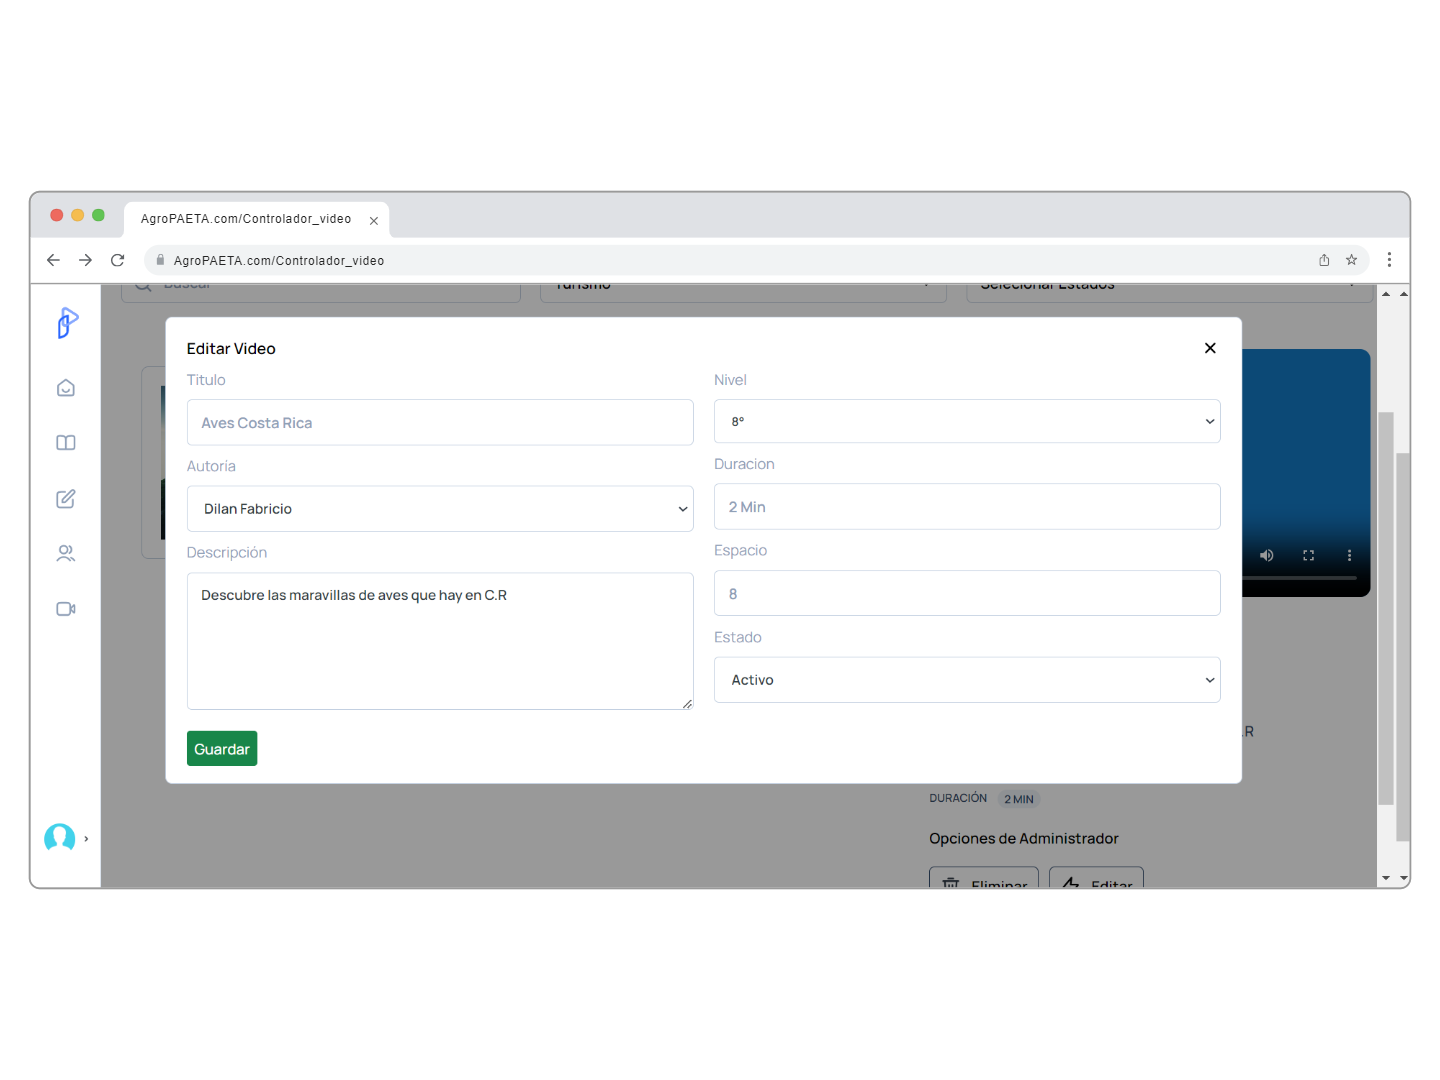 AgroPAETA.com/Controlador_video
AgroPAETA.com/Controlador_video
Buscar
Turismo
Selecionar Estados
Editar Video
Titulo
Nivel
Aves Costa Rica
8°
Autoria
Duracion
Dilan Fabricio
2 Min
Descripción
Espacio
Descubre las maravillas de aves que hay en C.R
8
Estado
Activo
.R
Guardar
DURACIÓN 2 MIN
Opciones de Administrador
Eliminar Editar